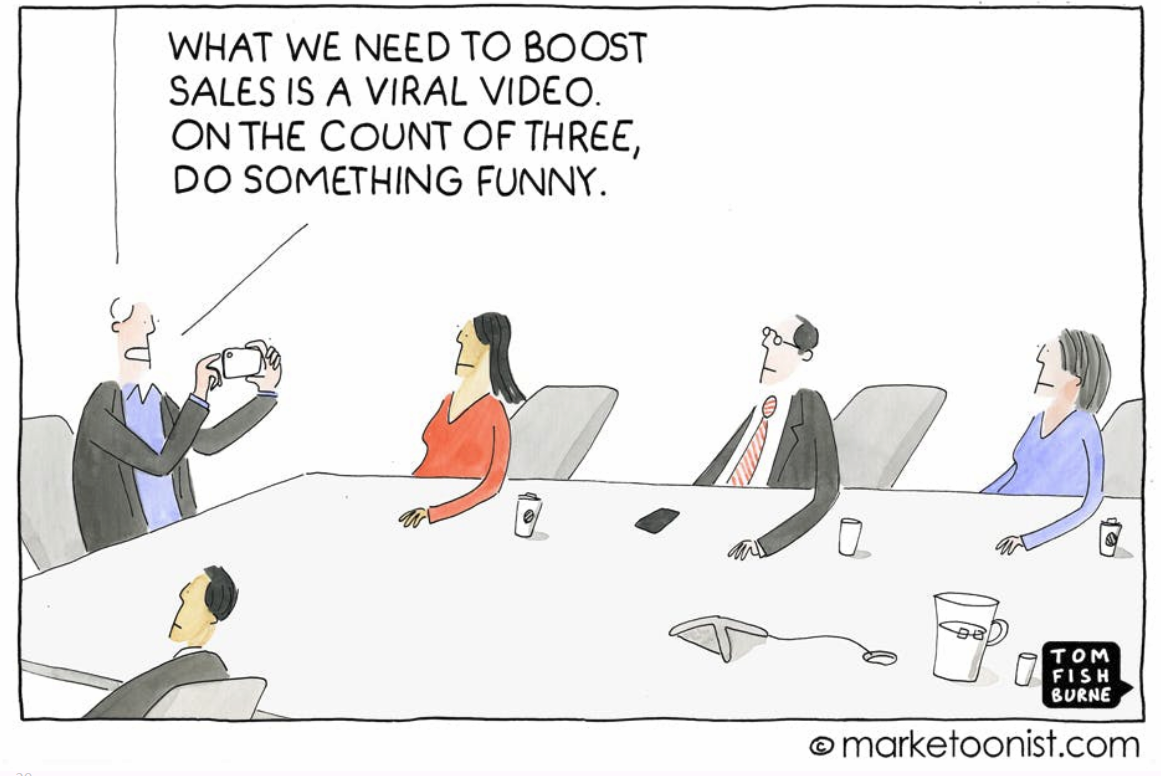 WHAT WE NEED TO BOOST
SALES IS A VIRAL VIDEO.
ON THE COUNT OF THREE,
DO SOMETHING FUNNY.
TOM
FISH
BURNE
© marketoonist.com